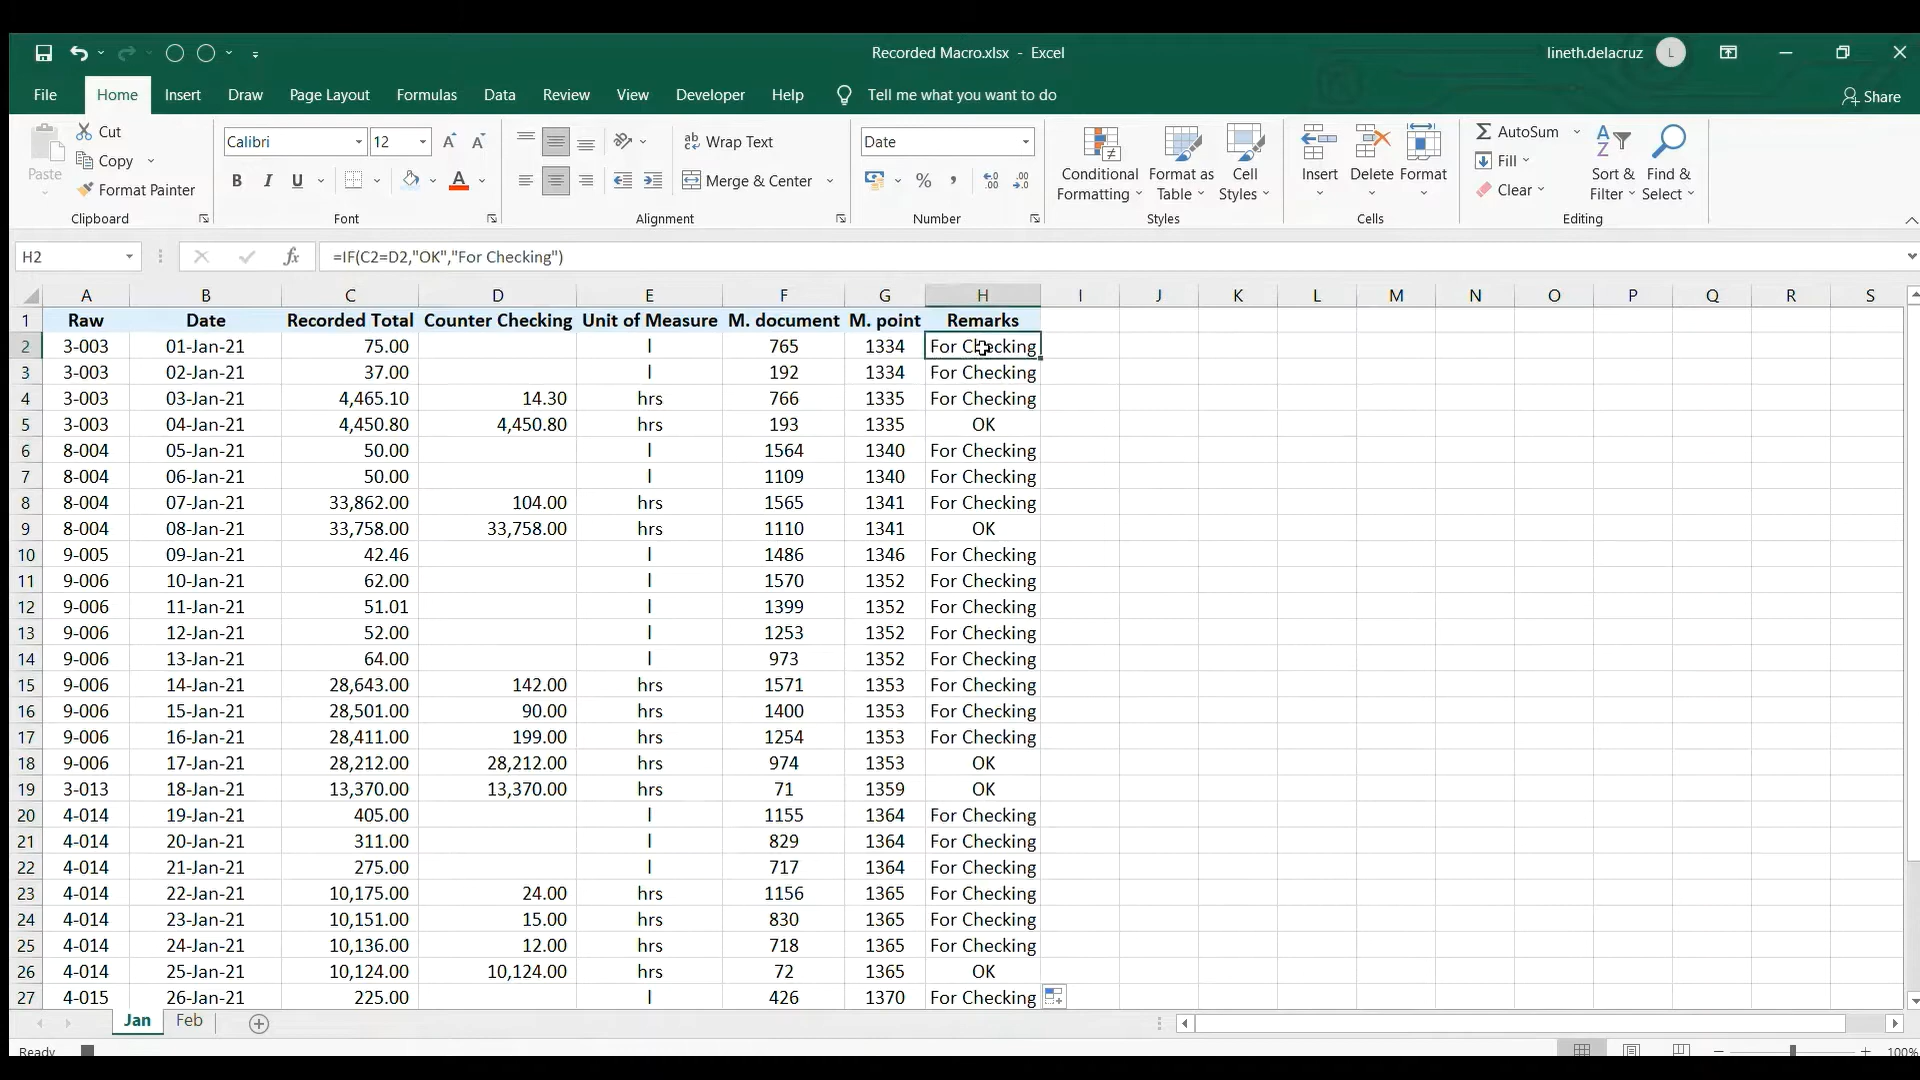 Recorded Macro.xlsx - Excel
lineth.delacruz L
File Home Insert Draw Page Layout Formulas Data Review View Developer Help Tell me what you want to do Share
Paste
Cut
Copy
Format Painter
Clipboard
Calibri 12
B I U
Font
Wrap Text
Merge & Center
Alignment
Date
Number
Conditional Formatting
Format as Table
Cell Styles
Styles
Insert Delete Format
Cells
AutoSum
Fill
Clear
Sort & Filter
Find & Select
Editing
H2 fx =IF(C2=D2,"OK","For Checking")
A B C D E F G H I J K L M N O P Q R S
1 Raw Date Recorded Total Counter Checking Unit of Measure M. document M. point Remarks
2 3-003 01-Jan-21 75.00 l 765 1334 For Checking
3 3-003 02-Jan-21 37.00 l 192 1334 For Checking
4 3-003 03-Jan-21 4,465.10 14.30 hrs 766 1335 For Checking
5 3-003 04-Jan-21 4,450.80 4,450.80 hrs 193 1335 OK
6 8-004 05-Jan-21 50.00 l 1564 1340 For Checking
7 8-004 06-Jan-21 50.00 l 1109 1340 For Checking
8 8-004 07-Jan-21 33,862.00 104.00 hrs 1565 1341 For Checking
9 8-004 08-Jan-21 33,758.00 33,758.00 hrs 1110 1341 OK
10 9-005 09-Jan-21 42.46 l 1486 1346 For Checking
11 9-006 10-Jan-21 62.00 l 1570 1352 For Checking
12 9-006 11-Jan-21 51.01 l 1399 1352 For Checking
13 9-006 12-Jan-21 52.00 l 1253 1352 For Checking
14 9-006 13-Jan-21 64.00 l 973 1352 For Checking
15 9-006 14-Jan-21 28,643.00 142.00 hrs 1571 1353 For Checking
16 9-006 15-Jan-21 28,501.00 90.00 hrs 1400 1353 For Checking
17 9-006 16-Jan-21 28,411.00 199.00 hrs 1254 1353 For Checking
18 9-006 17-Jan-21 28,212.00 28,212.00 hrs 974 1353 OK
19 3-013 18-Jan-21 13,370.00 13,370.00 hrs 71 1359 OK
20 4-014 19-Jan-21 405.00 l 1155 1364 For Checking
21 4-014 20-Jan-21 311.00 l 829 1364 For Checking
22 4-014 21-Jan-21 275.00 l 717 1364 For Checking
23 4-014 22-Jan-21 10,175.00 24.00 hrs 1156 1365 For Checking
24 4-014 23-Jan-21 10,151.00 15.00 hrs 830 1365 For Checking
25 4-014 24-Jan-21 10,136.00 12.00 hrs 718 1365 For Checking
26 4-014 25-Jan-21 10,124.00 10,124.00 hrs 72 1365 OK
27 4-015 26-Jan-21 225.00 l 426 1370 For Checking
Jan Feb
Ready 100%